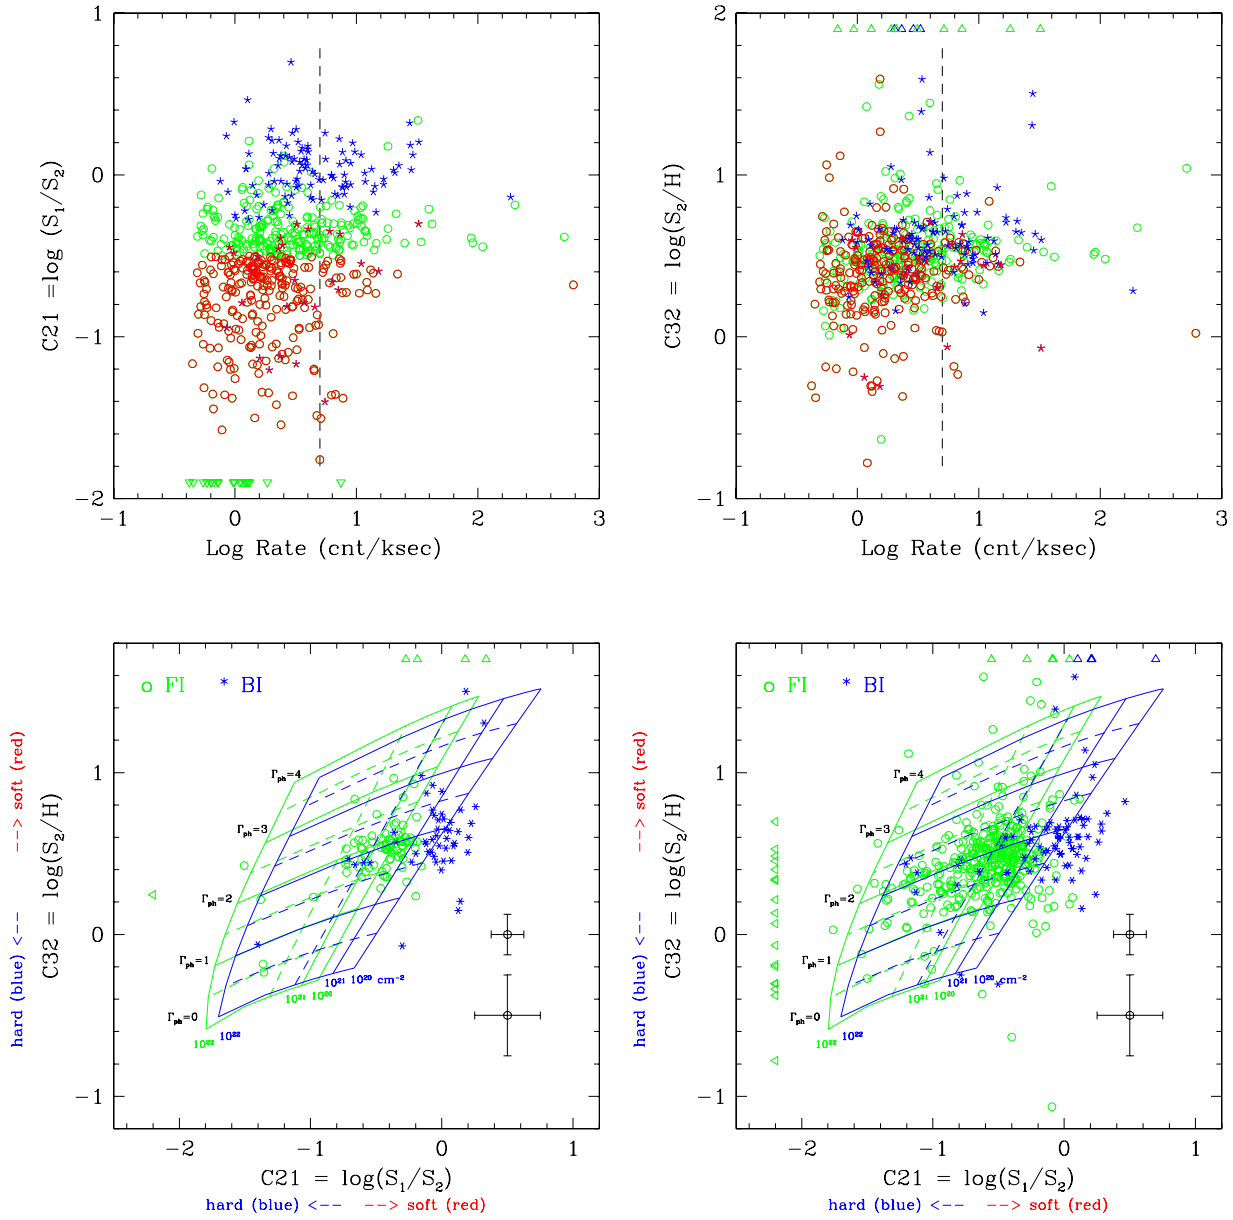 1
0
−1
−2
C21 =log (S₁/S₂)
−1 0 1 2 3
Log Rate (cnt/ksec)
2
1
0
−1
C32 = log(S₂/H)
−1 0 1 2 3
Log Rate (cnt/ksec)
FI BI
1
0
−1
C32 = log(S₂/H)
hard (blue) <−− −−> soft (red)
Γph=4
Γph=3
Γph=2
Γph=1
Γph=0
10²² 10²²
10²¹ 10²⁰
10²¹ 10²⁰ cm⁻²
−2 −1 0 1
C21 = log(S₁/S₂)
hard (blue) <−− −−> soft (red)
FI BI
1
0
−1
C32 = log(S₂/H)
hard (blue) <−− −−> soft (red)
Γph=4
Γph=3
Γph=2
Γph=1
Γph=0
10²² 10²²
10²¹ 10²⁰
10²¹ 10²⁰ cm⁻²
−2 −1 0 1
C21 = log(S₁/S₂)
hard (blue) <−− −−> soft (red)